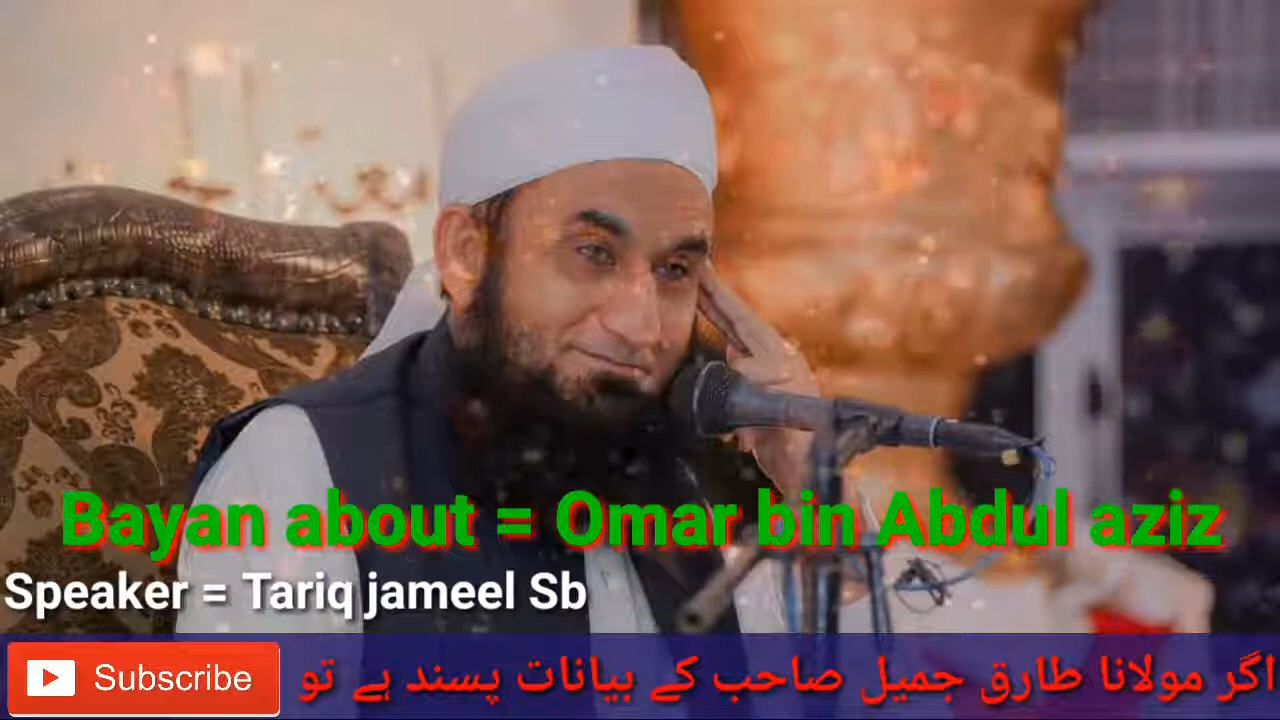 Bayan about = Omar bin Abdul aziz
Speaker = Tariq jameel Sb
Subscribe
اگر مولانا طارق جمیل صاحب کے بیانات پسند ہے تو